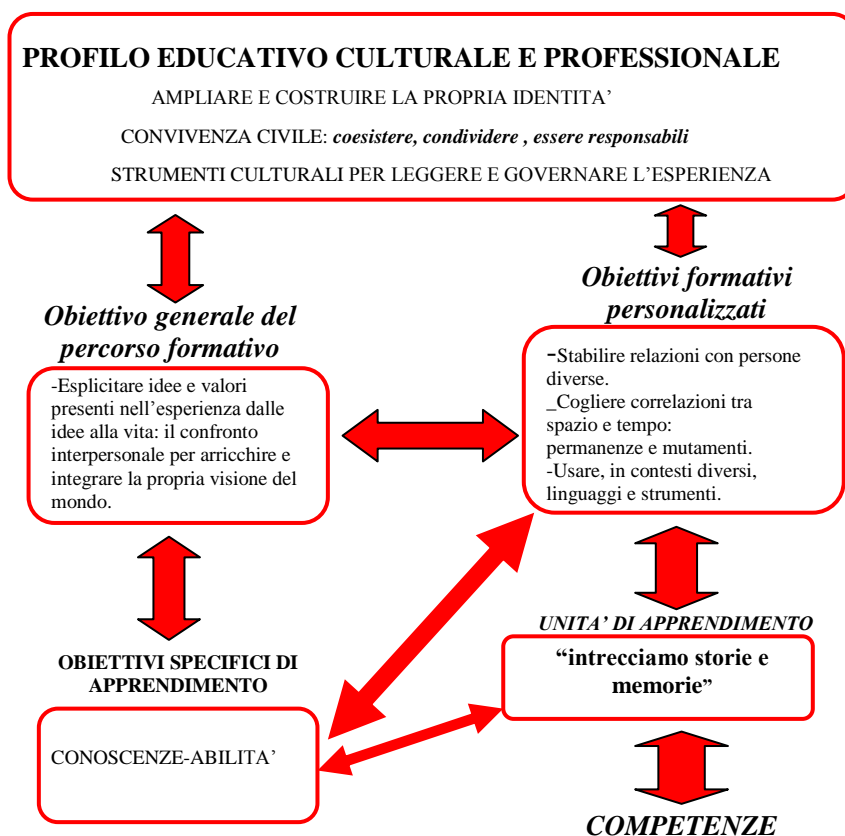 PROFILO EDUCATIVO CULTURALE E PROFESSIONALE
AMPLIARE E COSTRUIRE LA PROPRIA IDENTITA’
CONVIVENZA CIVILE: coesistere, condividere , essere responsabili
STRUMENTI CULTURALI PER LEGGERE E GOVERNARE L’ESPERIENZA
Obiettivo generale del
percorso formativo
-Esplicitare idee e valori
presenti nell’esperienza dalle
idee alla vita: il confronto
interpersonale per arricchire e
integrare la propria visione del
mondo.
Obiettivi formativi
personalizzati
-Stabilire relazioni con persone
diverse.
_Cogliere correlazioni tra
spazio e tempo:
permanenze e mutamenti.
-Usare, in contesti diversi,
linguaggi e strumenti.
OBIETTIVI SPECIFICI DI
APPRENDIMENTO
CONOSCENZE-ABILITA’
UNITA’ DI APPRENDIMENTO
“intrecciamo storie e
memorie”
COMPETENZE